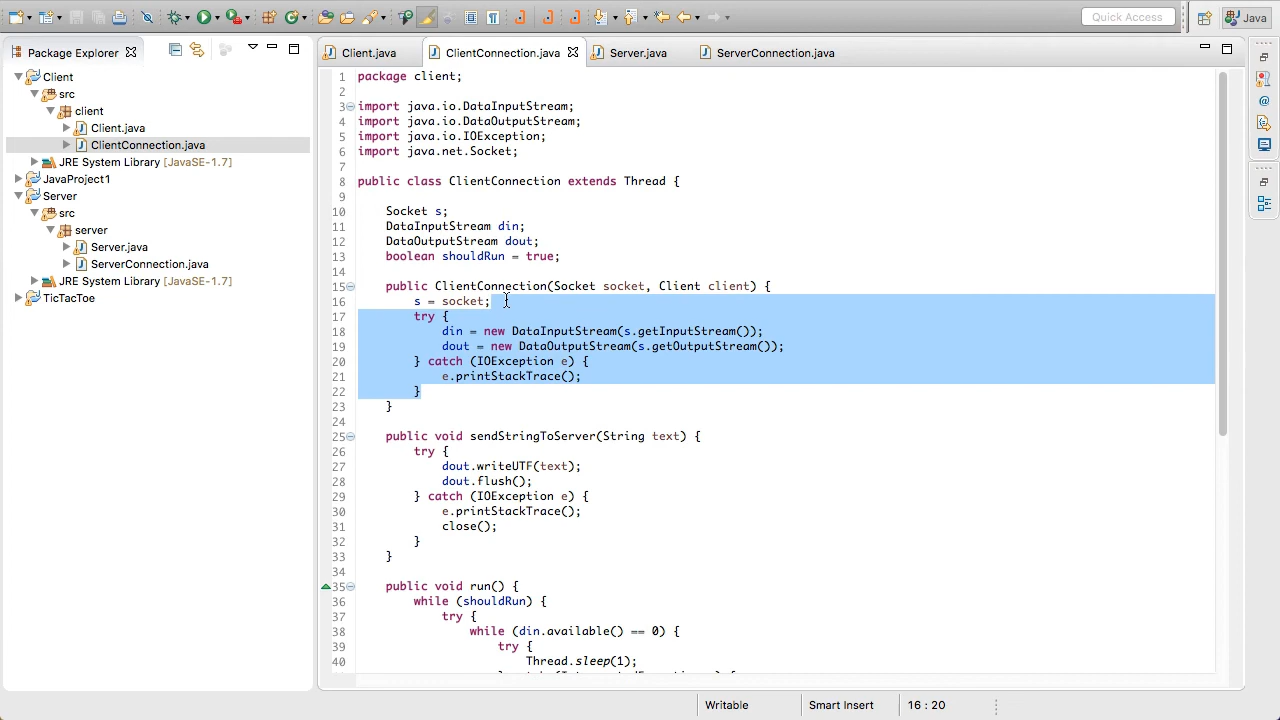 Quick Access
Java
Package Explorer
Client.java
ClientConnection.java
Server.java
ServerConnection.java
Client
src
client
Client.java
ClientConnection.java
JRE System Library [JavaSE-1.7]
JavaProject1
Server
src
server
Server.java
ServerConnection.java
JRE System Library [JavaSE-1.7]
TicTacToe
1 package client;
2
3 import java.io.DataInputStream;
4 import java.io.DataOutputStream;
5 import java.io.IOException;
6 import java.net.Socket;
7
8 public class ClientConnection extends Thread {
9
10 Socket s;
11 DataInputStream din;
12 DataOutputStream dout;
13 boolean shouldRun = true;
14
15 public ClientConnection(Socket socket, Client client) {
16 s = socket;
17 try {
18 din = new DataInputStream(s.getInputStream());
19 dout = new DataOutputStream(s.getOutputStream());
20 } catch (IOException e) {
21 e.printStackTrace();
22 }
23 }
24
25 public void sendStringToServer(String text) {
26 try {
27 dout.writeUTF(text);
28 dout.flush();
29 } catch (IOException e) {
30 e.printStackTrace();
31 close();
32 }
33 }
34
35 public void run() {
36 while (shouldRun) {
37 try {
38 while (din.available() == 0) {
39 try {
40 Thread.sleep(1);
Writable
Smart Insert
16 : 20